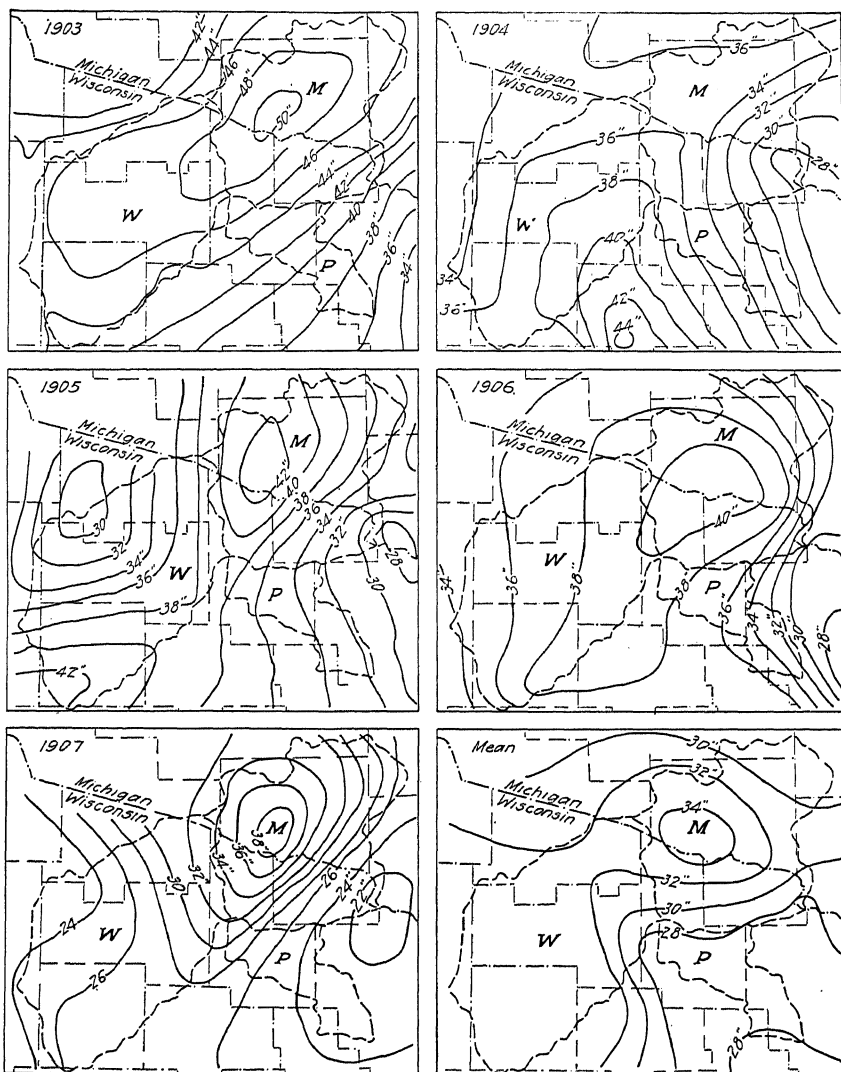 1903
42"
44"
46
48"
50"
M
Michigan
Wisconsin
46
44"
42"
40
38"
36"
34"
W
P
1904
36"
M
34"
32"
30"
28"
Michigan
Wisconsin
36"
38"
W
P
40"
42"
44"
34"
36"
1905
Michigan
Wisconsin
M
42"
40
38
36
34
32"
30
28
30
32
34"
36"
38"
W
P
42"
1906
Michigan
Wisconsin
M
40"
W
34"
36"
38"
38"
P
36"
34
32"
30"
28"
1907
Michigan
Wisconsin
M
38"
36"
34"
32
30
26"
24"
22"
24
W
26
P
Mean
30"
32"
34"
M
Michigan
Wisconsin
32"
30"
28
W
P
28"